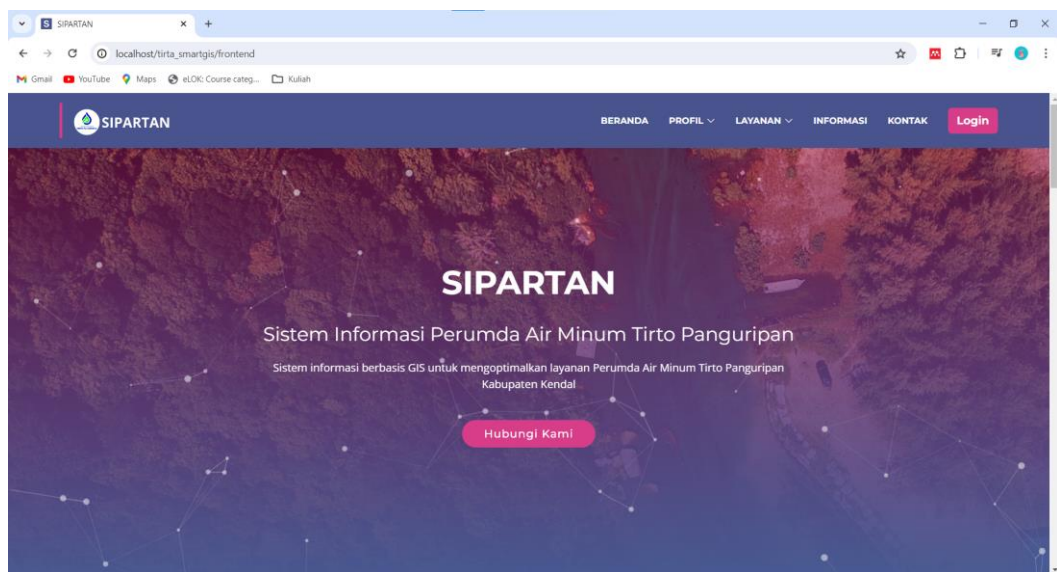 SIPARTAN
localhost/tirta_smartgis/frontend
Gmail YouTube Maps eLOK: Course categ... Kuliah
SIPARTAN BERANDA PROFIL LAYANAN INFORMASI KONTAK Login
SIPARTAN
Sistem Informasi Perumda Air Minum Tirto Panguripan
Sistem informasi berbasis GIS untuk mengoptimalkan layanan Perumda Air Minum Tirto Panguripan
Kabupaten Kendal
Hubungi Kami